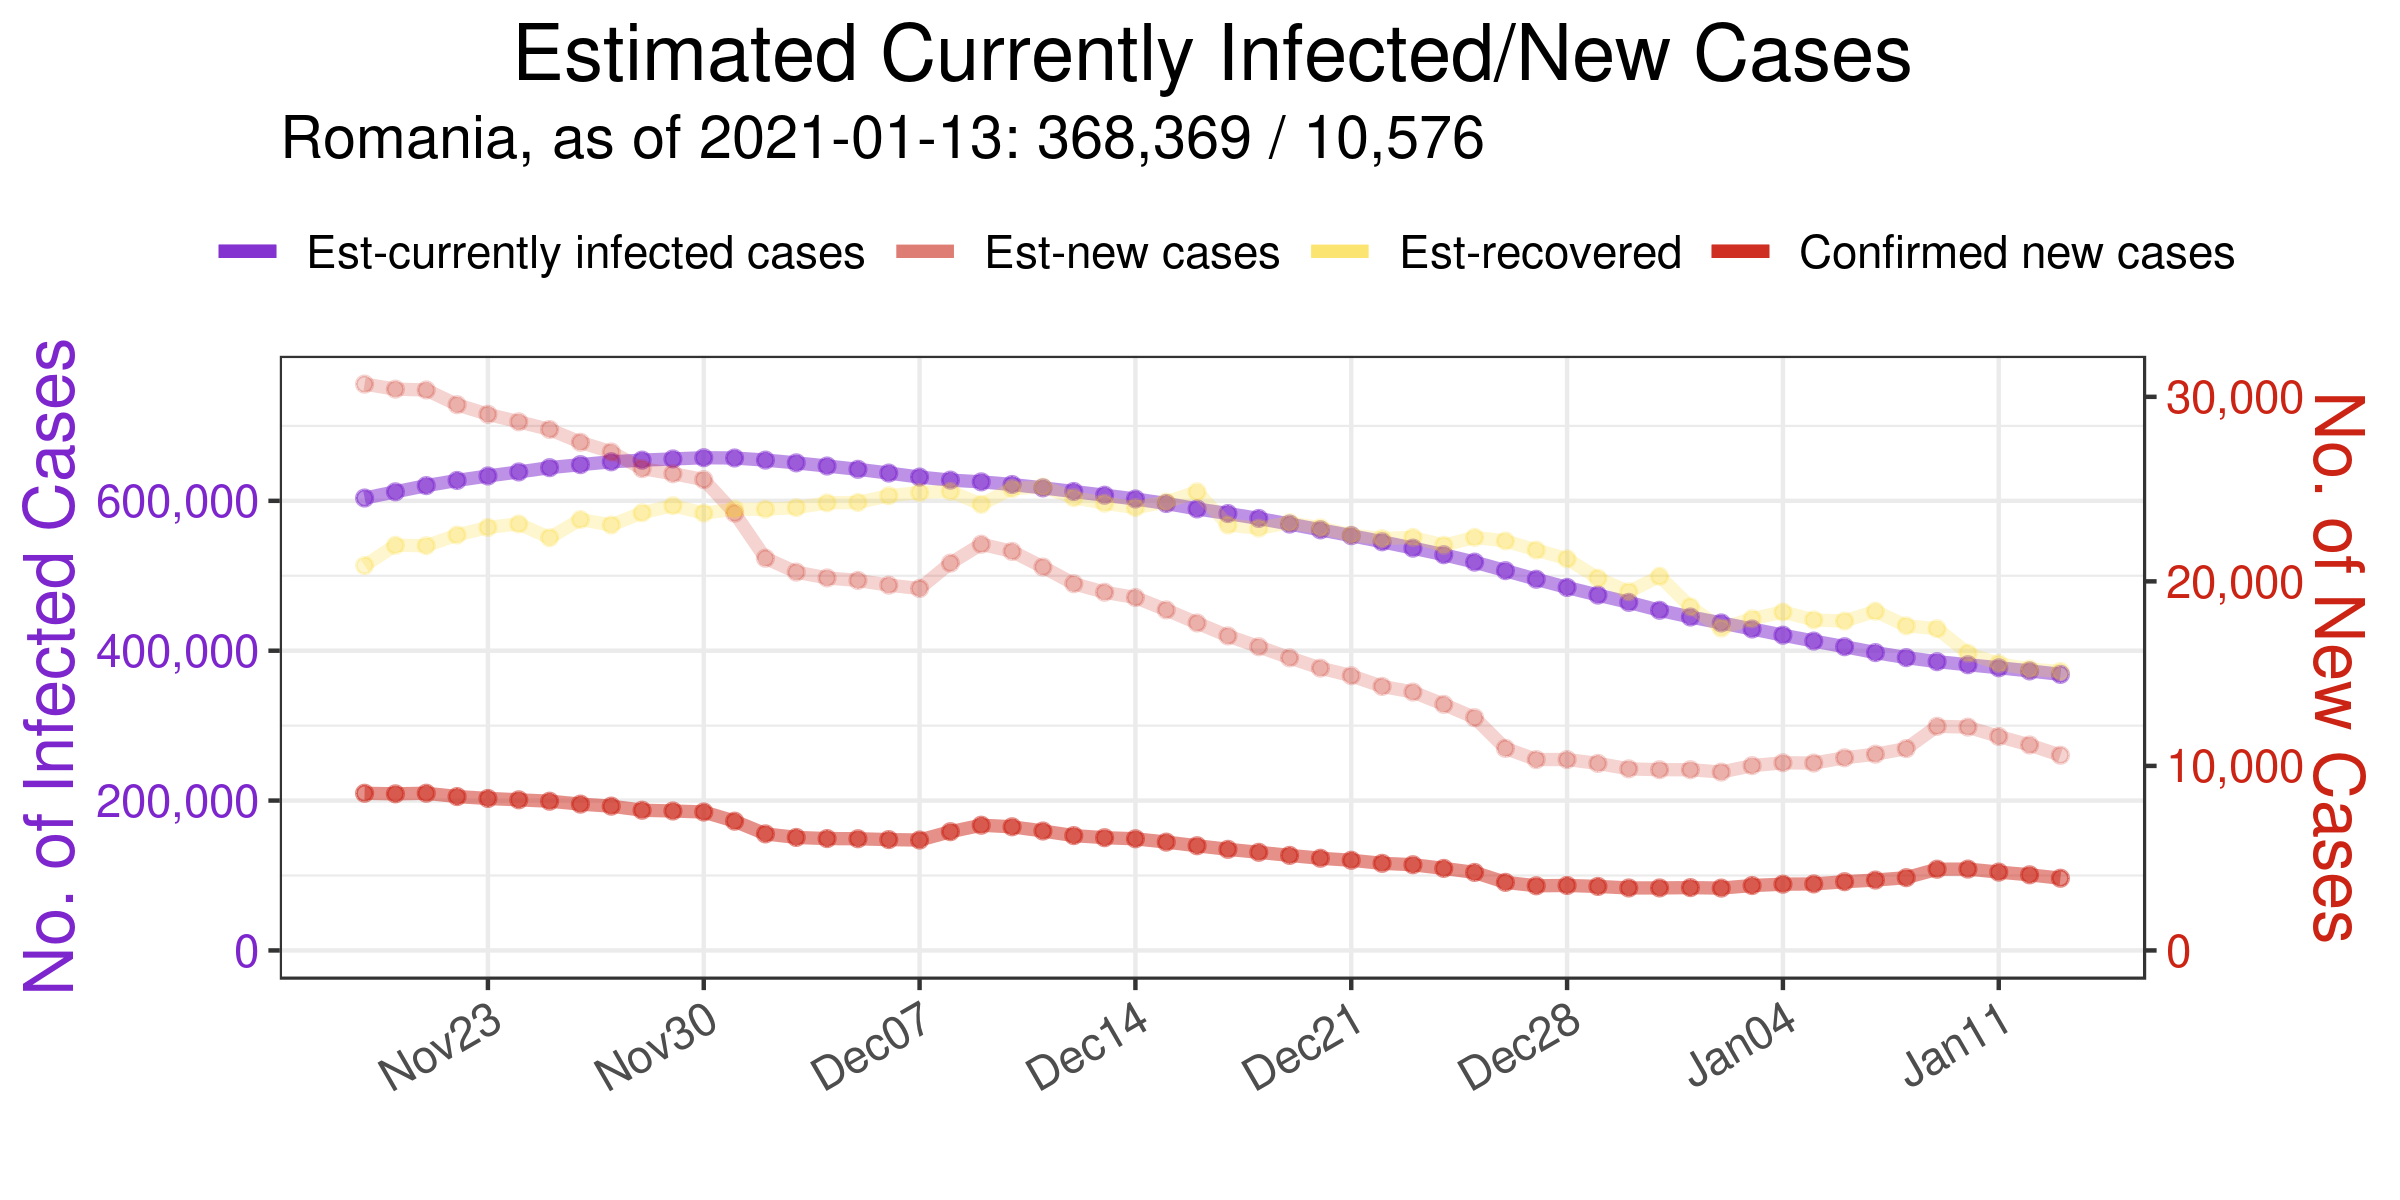 Estimated Currently Infected/New Cases
Romania, as of 2021-01-13: 368,369 / 10,576
Est-currently infected cases Est-new cases Est-recovered Confirmed new cases
No. of Infected Cases
600,000
400,000
200,000
0
30,000
20,000
10,000
0
No. of New Cases
Nov23 Nov30 Dec07 Dec14 Dec21 Dec28 Jan04 Jan11